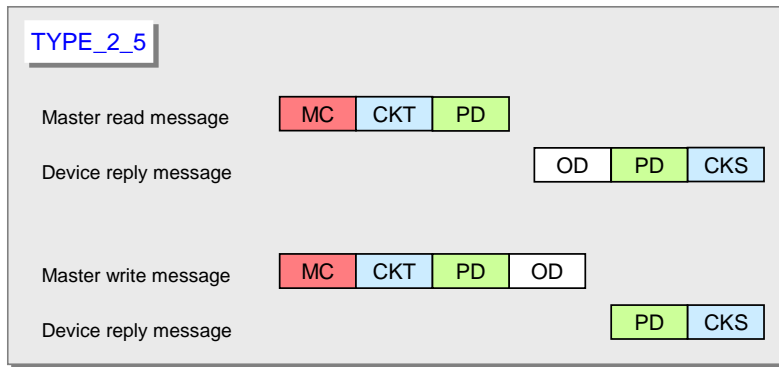 TYPE_2_5
Master read message MC CKT PD
Device reply message OD PD CKS
Master write message MC CKT PD OD
Device reply message PD CKS